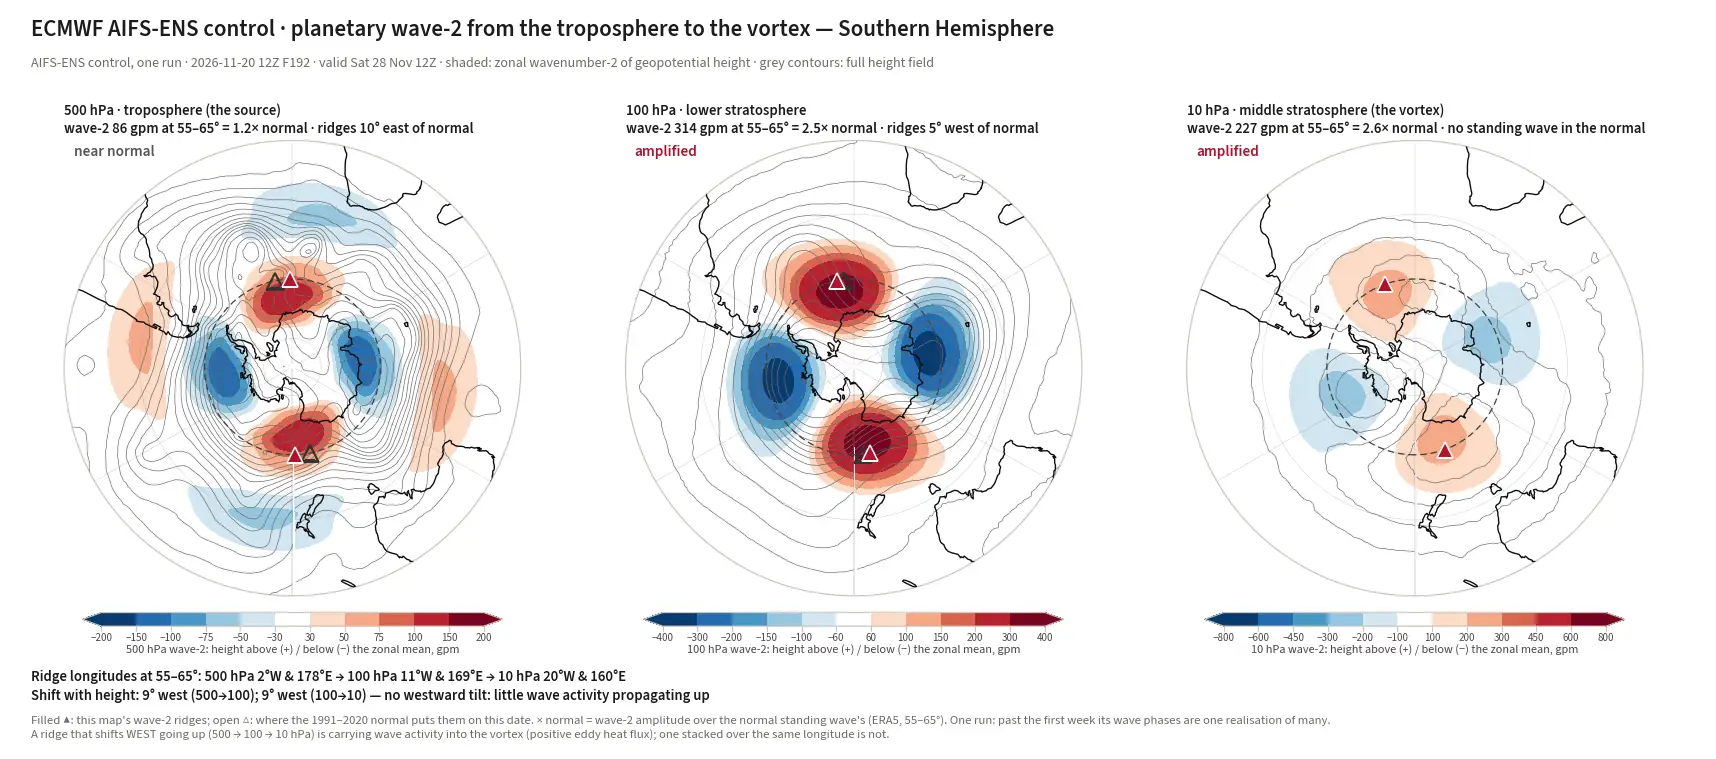 ECMWF AIFS-ENS control · planetary wave-2 from the troposphere to the vortex — Southern Hemisphere
AIFS-ENS control, one run · 2026-11-20 12Z F192 · valid Sat 28 Nov 12Z · shaded: zonal wavenumber-2 of geopotential height · grey contours: full height field
500 hPa · troposphere (the source)
wave-2 86 gpm at 55–65° = 1.2× normal · ridges 10° east of normal
near normal
100 hPa · lower stratosphere
wave-2 314 gpm at 55–65° = 2.5× normal · ridges 5° west of normal
amplified
10 hPa · middle stratosphere (the vortex)
wave-2 227 gpm at 55–65° = 2.6× normal · no standing wave in the normal
amplified
−200 −150 −100 −75 −50 −30 30 50 75 100 150 200
500 hPa wave-2: height above (+) / below (−) the zonal mean, gpm
−400 −300 −200 −150 −100 −60 60 100 150 200 300 400
100 hPa wave-2: height above (+) / below (−) the zonal mean, gpm
−800 −600 −450 −300 −200 −100 100 200 300 450 600 800
10 hPa wave-2: height above (+) / below (−) the zonal mean, gpm
Ridge longitudes at 55–65°: 500 hPa 2°W & 178°E → 100 hPa 11°W & 169°E → 10 hPa 20°W & 160°E
Shift with height: 9° west (500→100); 9° west (100→10) — no westward tilt: little wave activity propagating up
Filled ▲: this map's wave-2 ridges; open △: where the 1991–2020 normal puts them on this date. × normal = wave-2 amplitude over the normal standing wave's (ERA5, 55–65°). One run: past the first week its wave phases are one realisation of many.
A ridge that shifts WEST going up (500 → 100 → 10 hPa) is carrying wave activity into the vortex (positive eddy heat flux); one stacked over the same longitude is not.